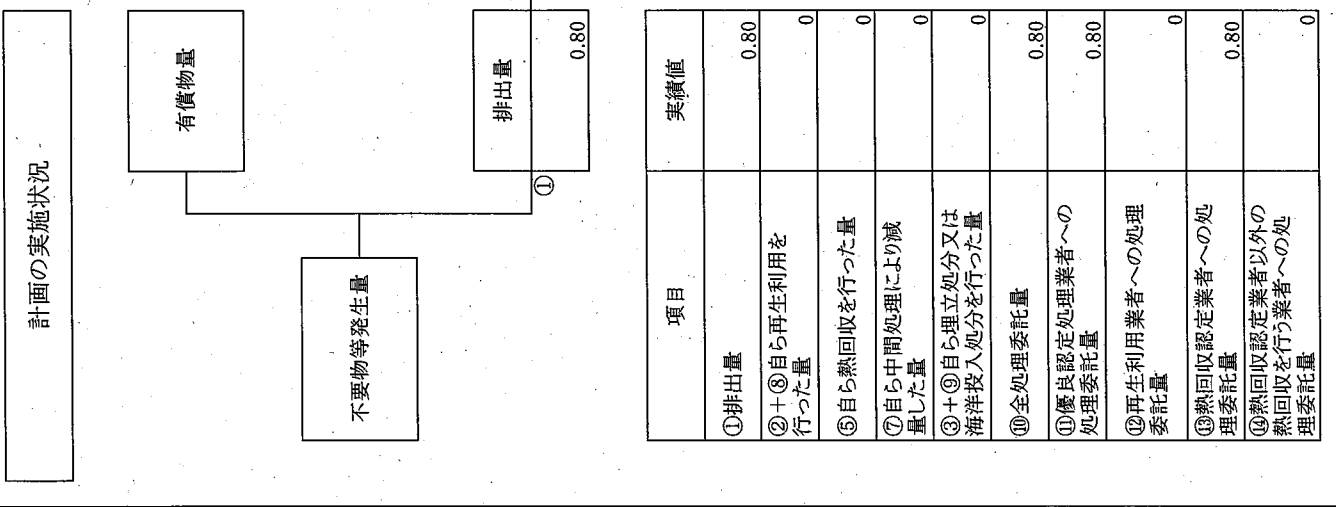 計画の実施状況
有償物量
不要物等発生量
排出量
①
0.80
項目
実績値
①排出量
0.80
②+⑧自ら再生利用を
行った量
0
⑤自ら熱回収を行った量
0
⑦自ら中間処理により減
量した量
0
③+⑨自ら埋立処分又は
海洋投入処分を行った量
0
⑩全処理委託量
0.80
⑪優良認定処理業者への
処理委託量
0.80
⑫再生利用業者への処理
委託量
0
⑬熱回収認定業者への処
理委託量
0.80
⑭熱回収認定業者以外の
熱回収を行う業者への処
理委託量
0